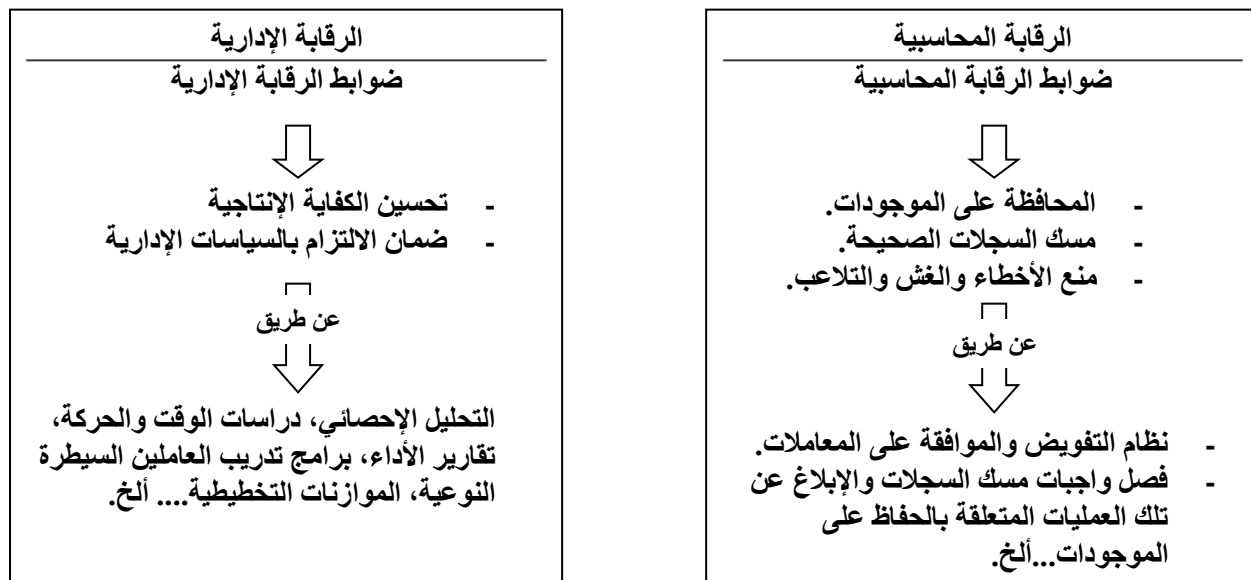 الرقابة المحاسبية
ضوابط الرقابة المحاسبية
- المحافظة على الموجودات.
- مسك السجلات الصحيحة.
- منع الأخطاء والغش والتلاعب.
عن طريق
- نظام التفويض والموافقة على المعاملات.
- فصل واجبات مسك السجلات والإبلاغ عن
تلك العمليات المتعلقة بالحفاظ على
الموجودات...ألخ.
الرقابة الإدارية
ضوابط الرقابة الإدارية
- تحسين الكفاية الإنتاجية
- ضمان الالتزام بالسياسات الإدارية
عن طريق
التحليل الإحصائي، دراسات الوقت والحركة،
تقارير الأداء، برامج تدريب العاملين السيطرة
النوعية، الموازنات التخطيطية.... ألخ.